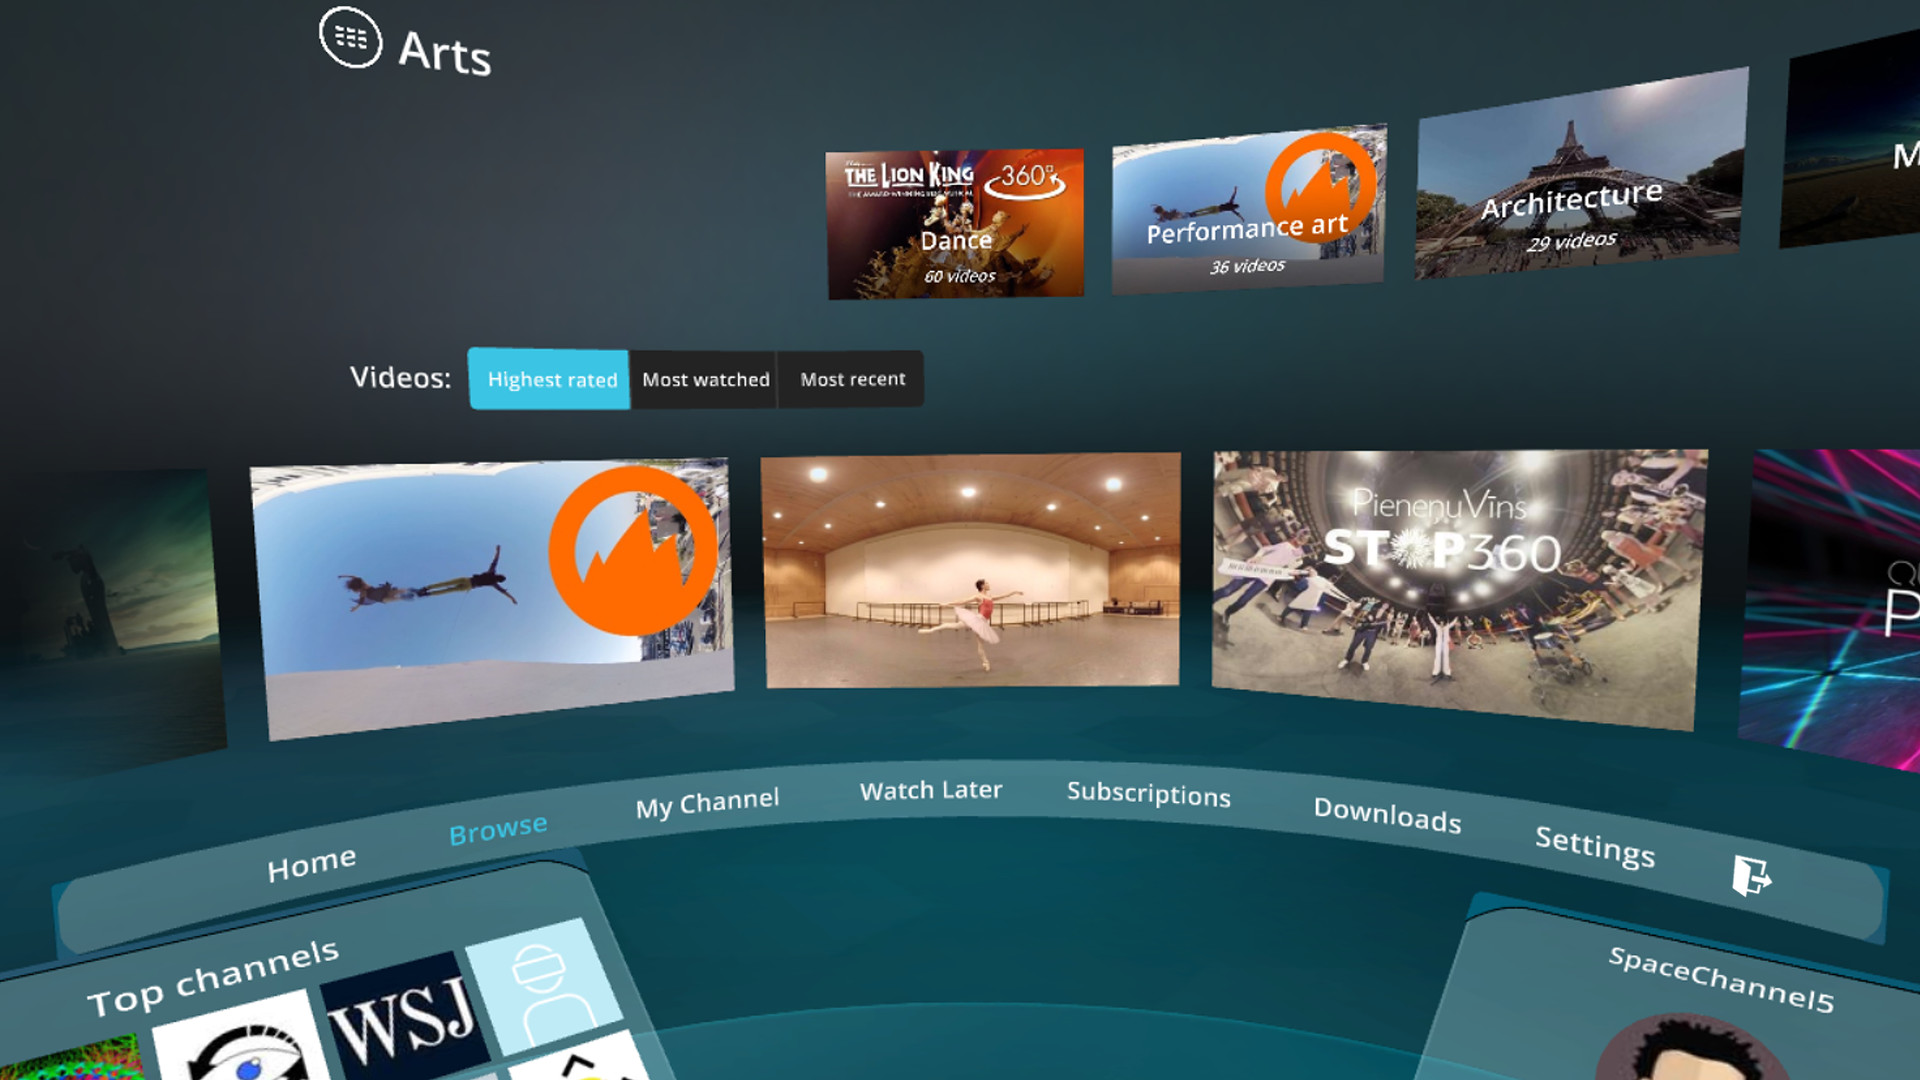 Arts
THE LION KING
360°
Dance
60 videos
Performance art
36 videos
Architecture
29 videos
M
Videos:
Highest rated
Most watched
Most recent
PieneņuVīns
STOP360
P
Home
Browse
My Channel
Watch Later
Subscriptions
Downloads
Settings
Top channels
WSJ
SpaceChannel5